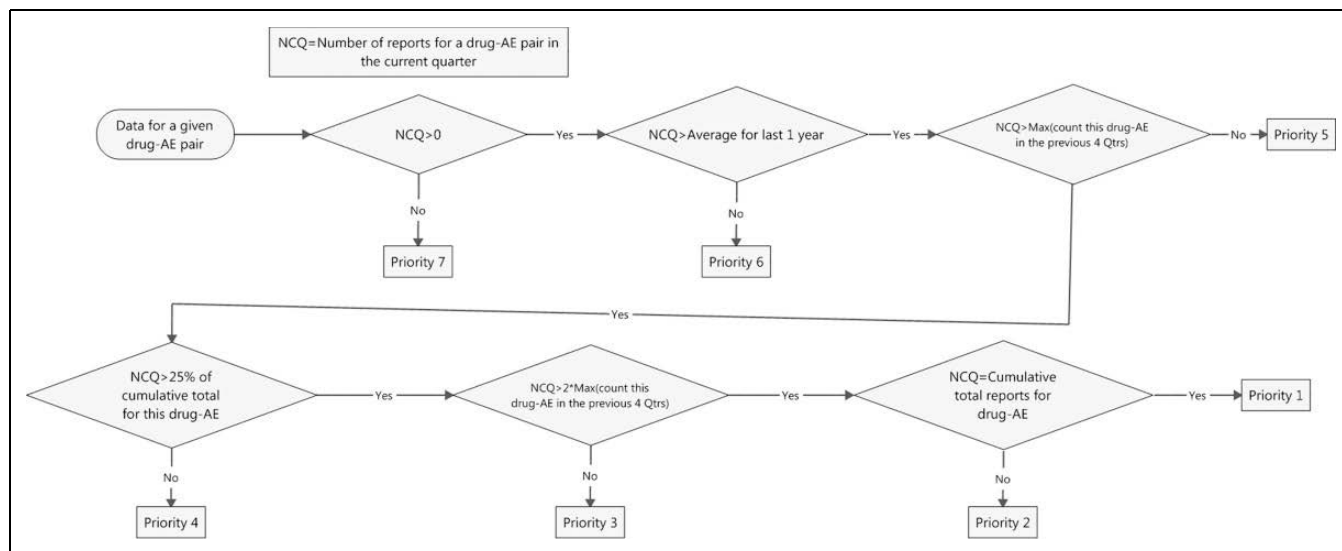 NCQ=Number of reports for a drug-AE pair in
the current quarter
Data for a given
drug-AE pair
NCQ>0
Yes
NCQ>Average for last 1 year
Yes
NCQ>Max(count this drug-AE
in the previous 4 Qtrs)
No
Priority 5
No
Priority 7
No
Priority 6
Yes
NCQ>25% of
cumulative total
for this drug-AE
Yes
NCQ>2*Max(count this
drug-AE in the previous 4 Qtrs)
Yes
NCQ=Cumulative
total reports for
drug-AE
Yes
Priority 1
No
Priority 4
No
Priority 3
No
Priority 2